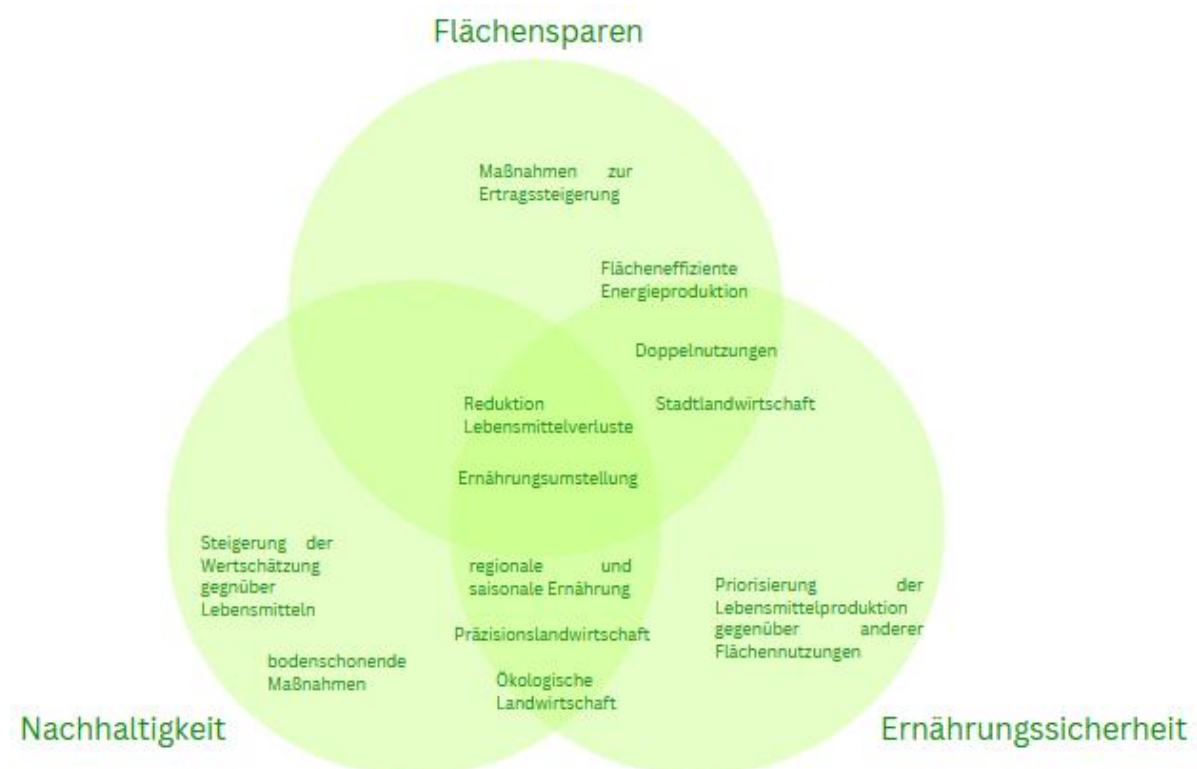 Flächensparen
Maßnahmen zur
Ertragssteigerung
Flächeneffiziente
Energieproduktion
Doppelnutzungen
Reduktion
Lebensmittelverluste
Stadtlandwirtschaft
Ernährungsumstellung
Steigerung der
Wertschätzung
gegnüber
Lebensmitteln
regionale und
saisonale Ernährung
Priorisierung der
Lebensmittelproduktion
gegenüber anderer
Flächennutzungen
Präzisionslandwirtschaft
bodenschonende
Maßnahmen
Ökologische
Landwirtschaft
Nachhaltigkeit
Ernährungssicherheit